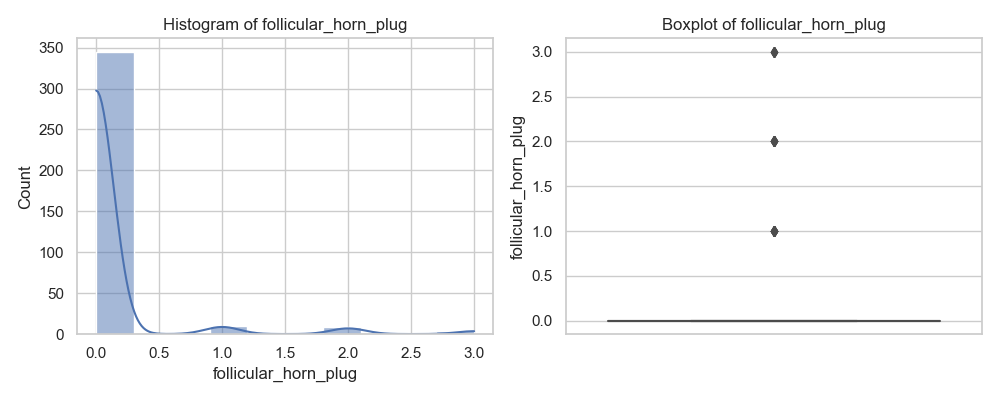 Histogram of follicular_horn_plug
350
300
250
200
150
100
50
0
Count
0.0 0.5 1.0 1.5 2.0 2.5 3.0
follicular_horn_plug
Boxplot of follicular_horn_plug
3.0
2.5
2.0
1.5
1.0
0.5
0.0
follicular_horn_plug